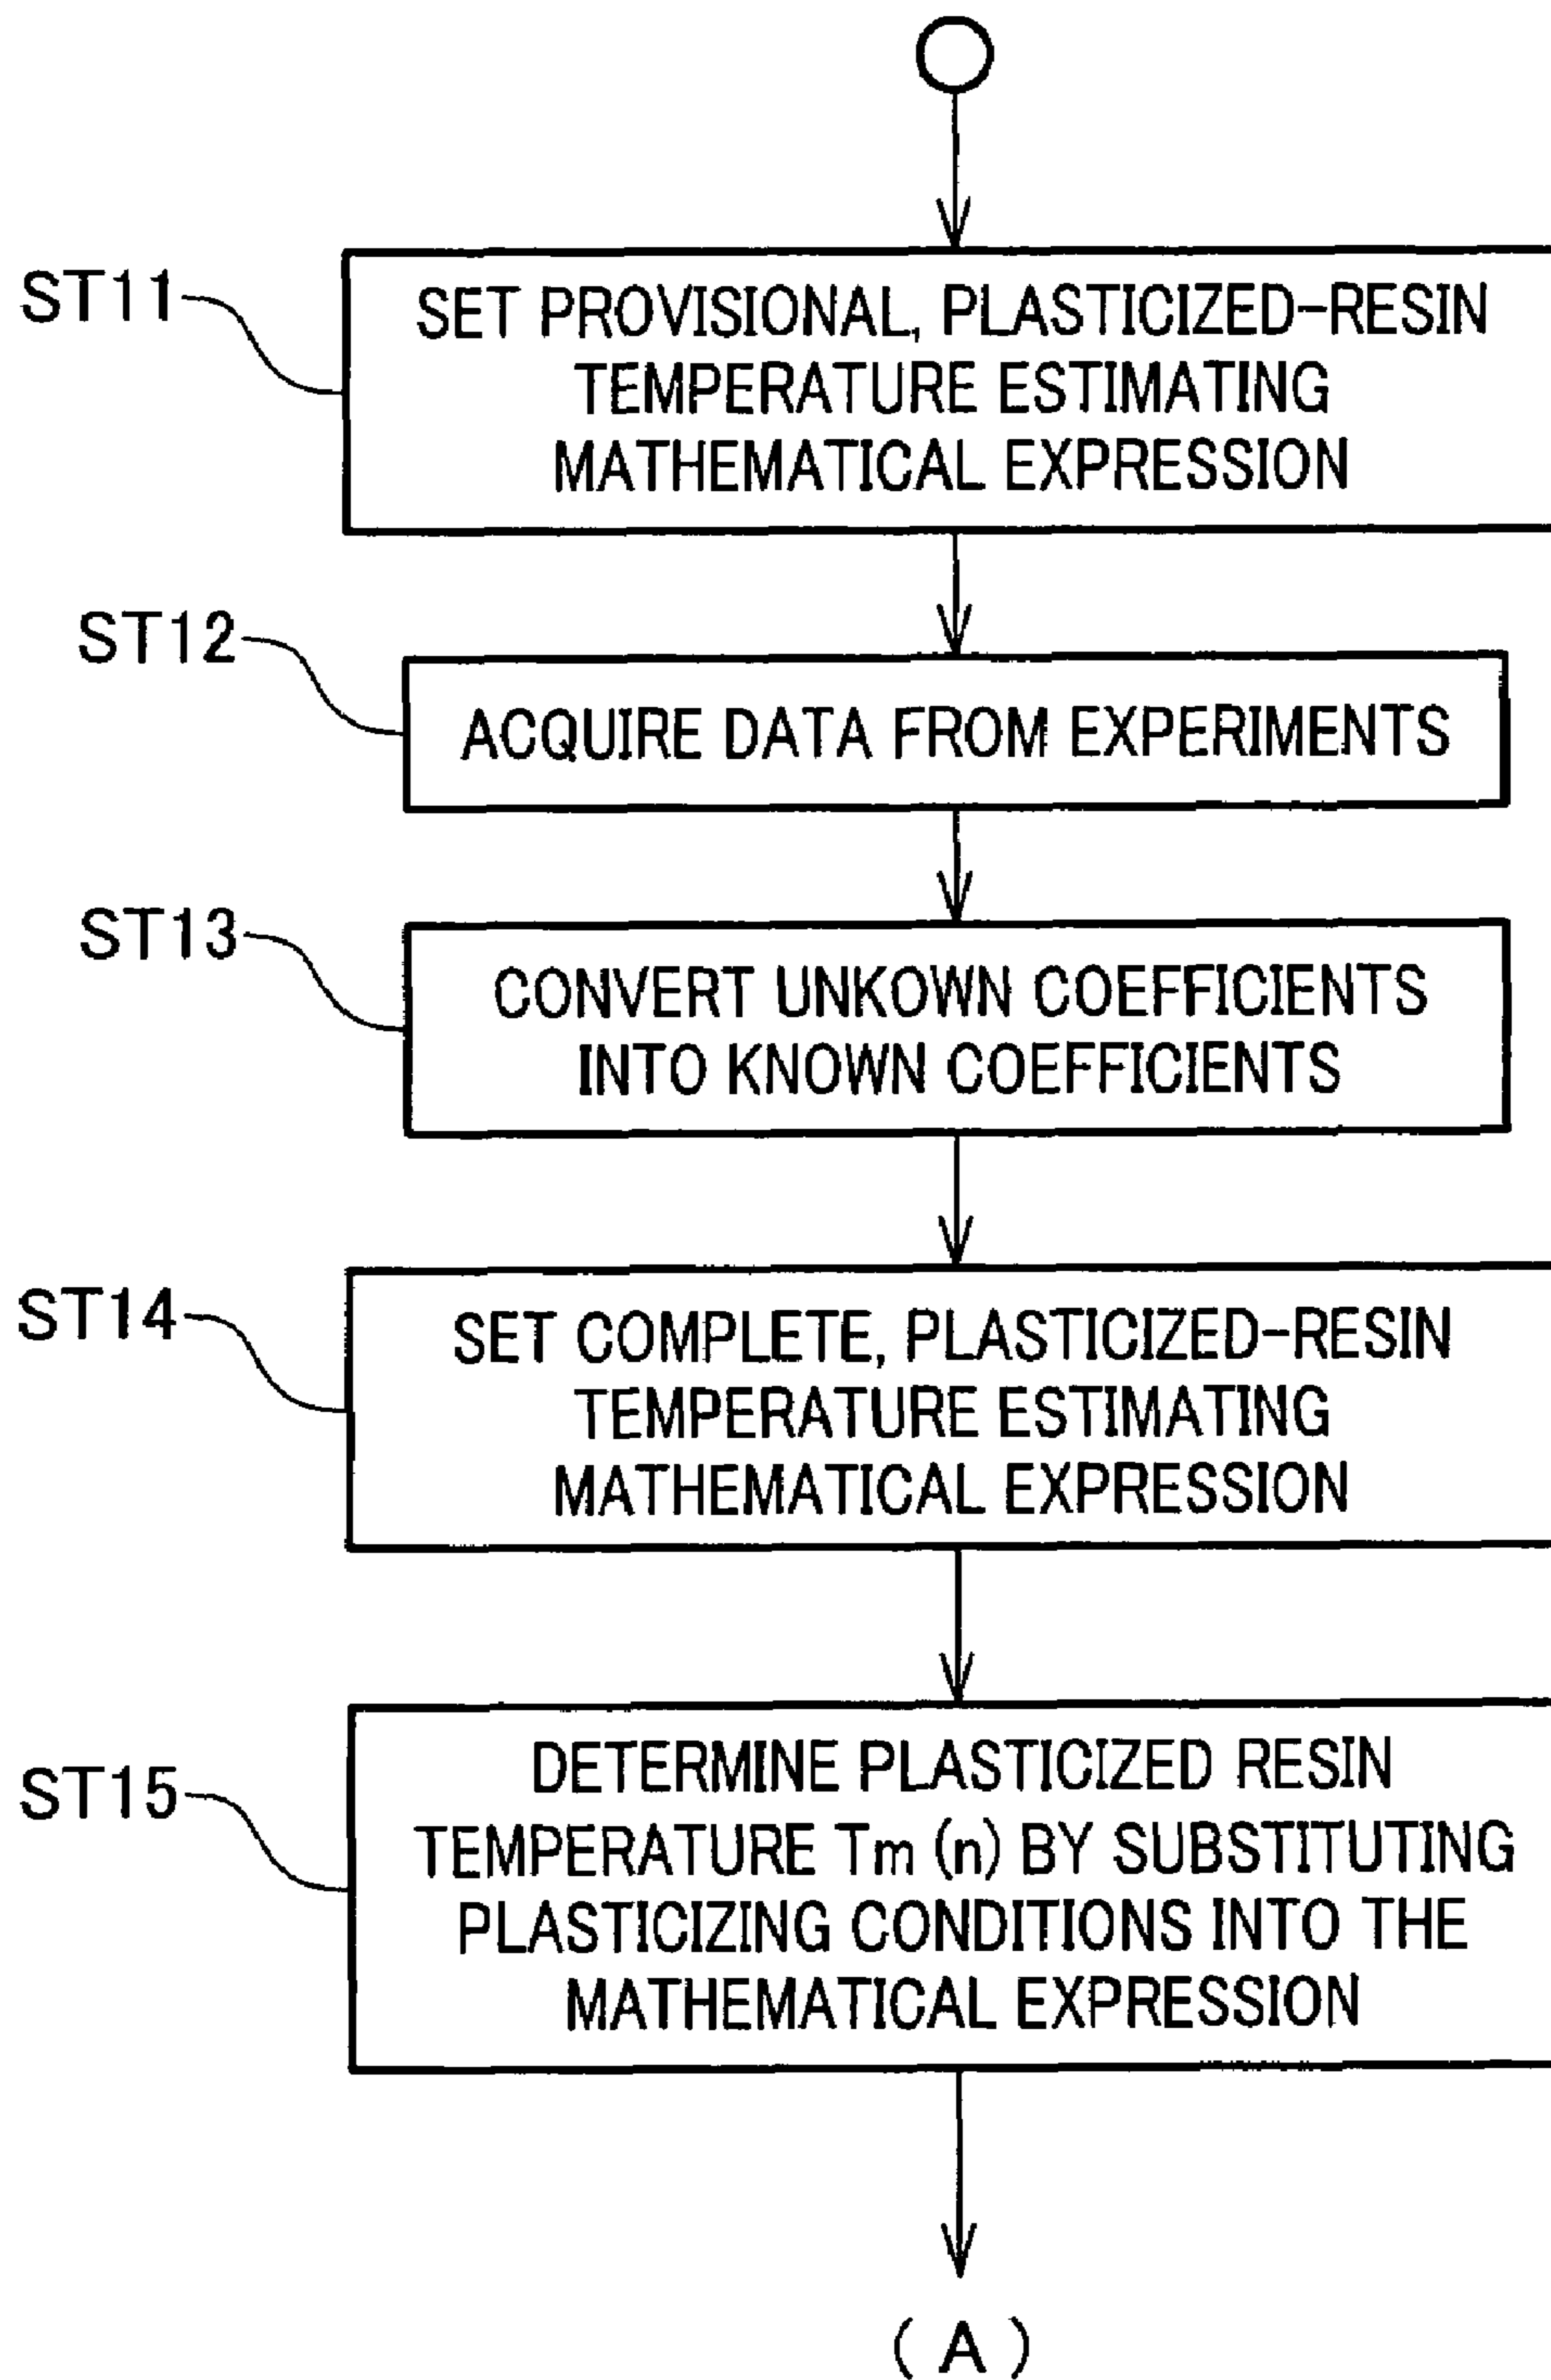 ST11
SET PROVISIONAL, PLASTICIZED-RESIN
TEMPERATURE ESTIMATING
MATHEMATICAL EXPRESSION
ST12
ACQUIRE DATA FROM EXPERIMENTS
ST13
CONVERT UNKOWN COEFFICIENTS
INTO KNOWN COEFFICIENTS
ST14
SET COMPLETE, PLASTICIZED-RESIN
TEMPERATURE ESTIMATING
MATHEMATICAL EXPRESSION
ST15
DETERMINE PLASTICIZED RESIN
TEMPERATURE Tm (n) BY SUBSTITUTING
PLASTICIZING CONDITIONS INTO THE
MATHEMATICAL EXPRESSION
( A )